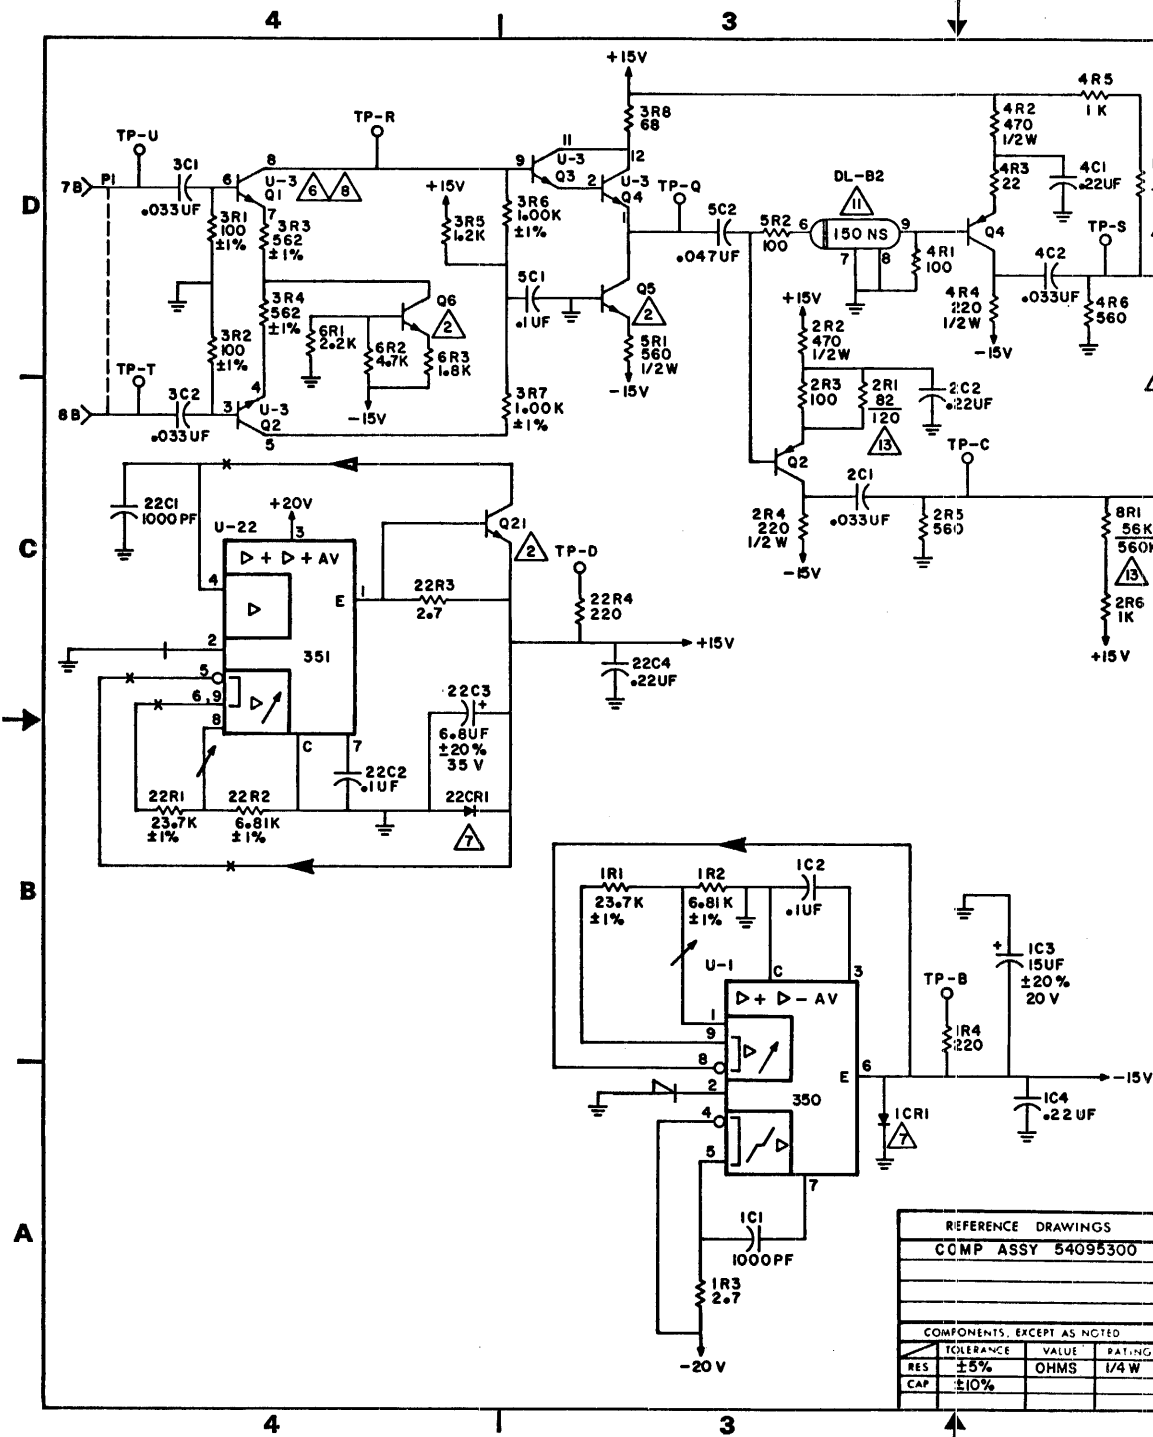 4
3
+15V
4R5
1K
TP-R
TP-U
3R8
68
4R2
470
1/2W
3C1
8
11
U-3
12
9
7B
P1
6
U-3
Q1
6
8
Q3
2
U-3
Q4
TP-Q
DL-B2
11
4R3
22
4C1
.22UF
D
+15V
.033UF
3R1
100
±1%
7
3R3
562
±1%
3R5
1.2K
3R6
1.00K
±1%
1
5C2
.047UF
5R2
100
6
150 NS
9
7
8
Q4
4R1
100
TP-S
4C2
.033UF
5C1
.1UF
Q5
2
Q6
2
3R4
562
±1%
+15V
4R4
220
1/2W
4R6
560
3R2
100
±1%
6R1
2.2K
6R2
4.7K
6R3
1.8K
5R1
560
1/2W
2R2
470
1/2W
-15V
TP-T
4
-15V
3R7
1.00K
±1%
-15V
2R3
100
2R1
82
120
13
2C2
.22UF
8B
3C2
.033UF
3
U-3
Q2
5
TP-C
Q2
2C1
.033UF
22C1
1000PF
+20V
U-22
3
Q21
2
TP-D
2R4
220
1/2W
2R5
560
8R1
56K
560K
13
C
▷ + ▷ + AV
-15V
4
▷
E
1
22R3
2.7
22R4
220
2R6
1K
2
351
+15V
+15V
5
6,9
▷
8
22C3
+
6.8UF
±20%
35V
22C4
.22UF
C
7
22C2
.1UF
22R1
23.7K
±1%
22R2
6.81K
±1%
22CR1
7
B
1R1
23.7K
±1%
1R2
6.81K
±1%
1C2
.1UF
U-1
C
3
+
1C3
15UF
±20%
20V
TP-B
▷ + ▷ - AV
1
9
▷
8
1R4
220
E
6
-15V
2
350
4
1CR1
7
1C4
.22UF
5
▷
7
A
1C1
1000PF
1R3
2.7
-20V
REFERENCE DRAWINGS
COMP ASSY 54095300
COMPONENTS, EXCEPT AS NOTED
TOLERANCE VALUE RATING
RES ±5% OHMS 1/4W
CAP ±10%
4
3